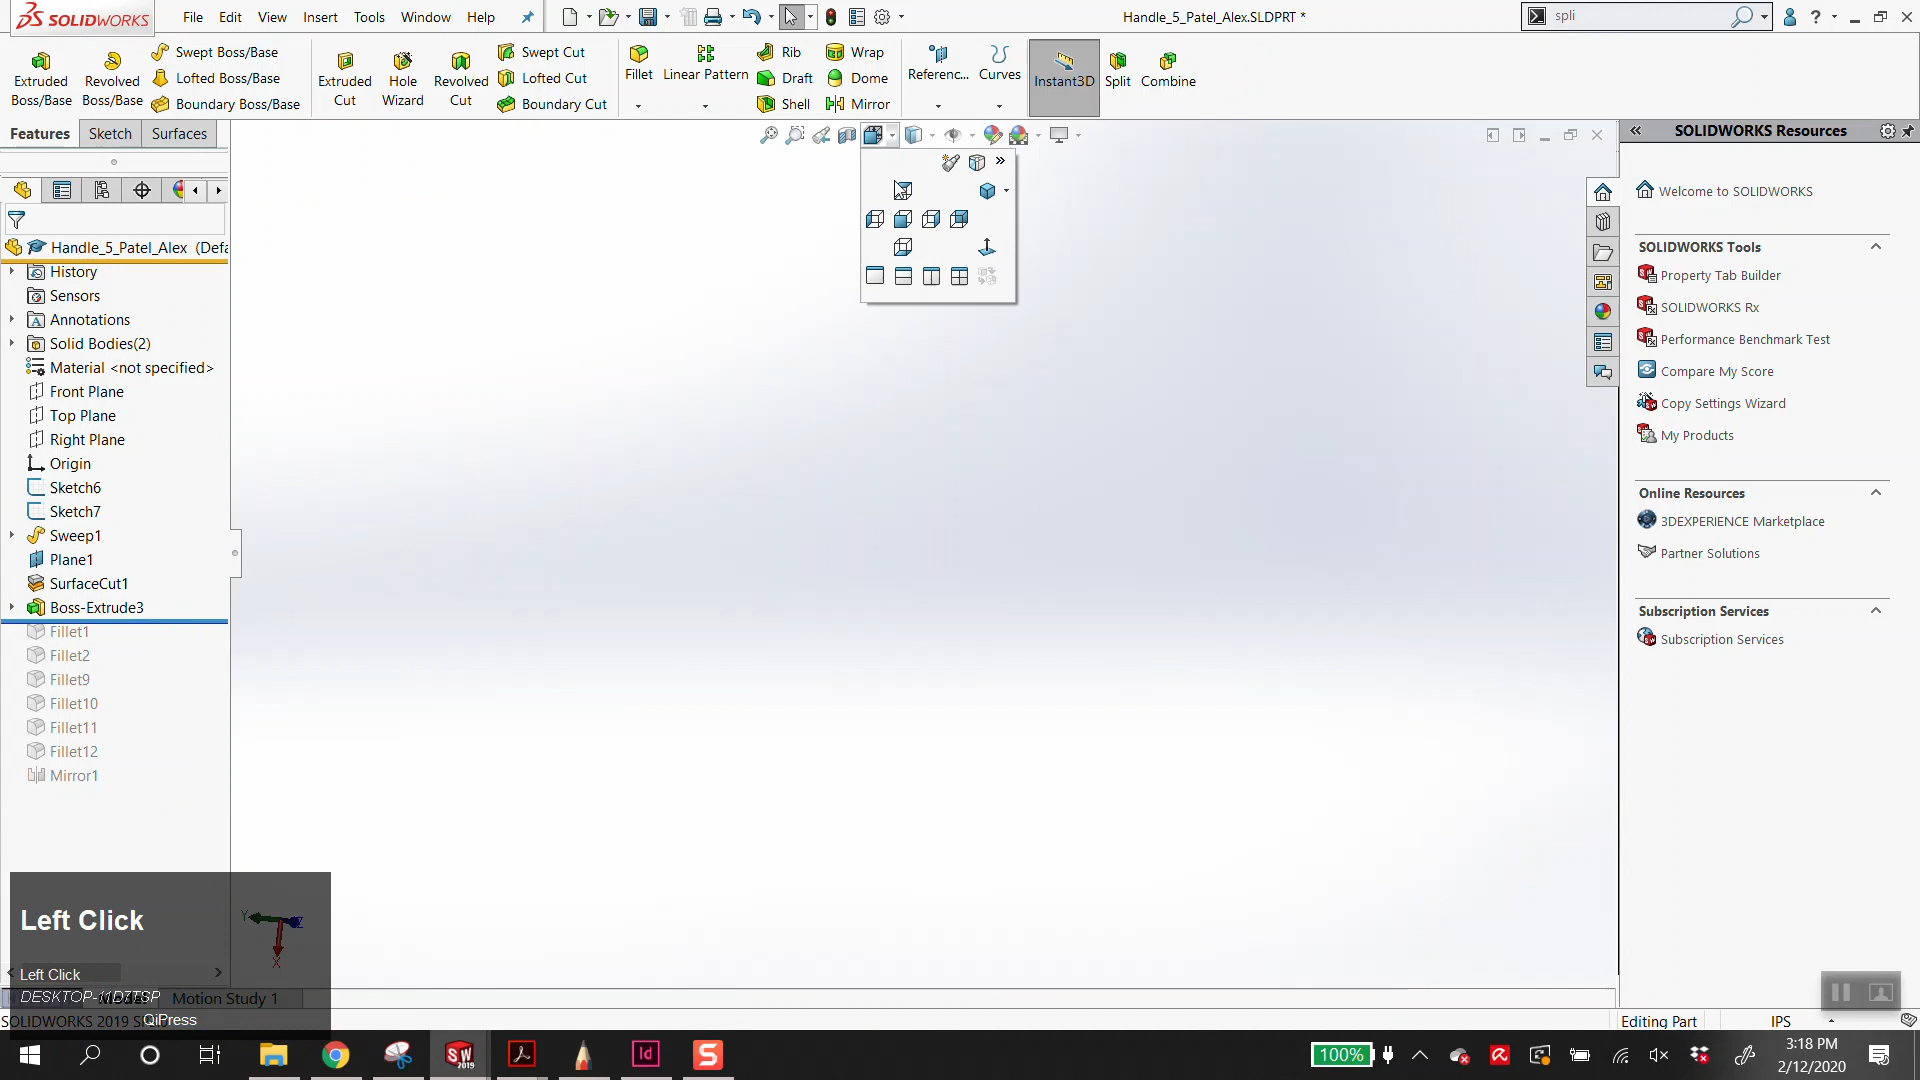 SOLIDWORKS File Edit View Insert Tools Window Help Handle_5_Patel_Alex.SLDPRT * spli
Extruded Boss/Base
Revolved Boss/Base
Swept Boss/Base
Lofted Boss/Base
Boundary Boss/Base
Extruded Cut
Hole Wizard
Revolved Cut
Swept Cut
Lofted Cut
Boundary Cut
Fillet
Linear Pattern
Rib
Draft
Shell
Wrap
Dome
Mirror
Referenc...
Curves
Instant3D
Split
Combine
Features Sketch Surfaces
Handle_5_Patel_Alex (Defa
History
Sensors
Annotations
Solid Bodies(2)
Material <not specified>
Front Plane
Top Plane
Right Plane
Origin
Sketch6
Sketch7
Sweep1
Plane1
SurfaceCut1
Boss-Extrude3
Fillet1
Fillet2
Fillet9
Fillet10
Fillet11
Fillet12
Mirror1
SOLIDWORKS Resources
Welcome to SOLIDWORKS
SOLIDWORKS Tools
Property Tab Builder
SOLIDWORKS Rx
Performance Benchmark Test
Compare My Score
Copy Settings Wizard
My Products
Online Resources
3DEXPERIENCE Marketplace
Partner Solutions
Subscription Services
Subscription Services
Left Click
Y Z
X
Left Click
DESKTOP-11D7TSP
Motion Study 1
QiPress
SOLIDWORKS 2019
Editing Part IPS
SW 2019
Id
S
100%
3:18 PM
2/12/2020